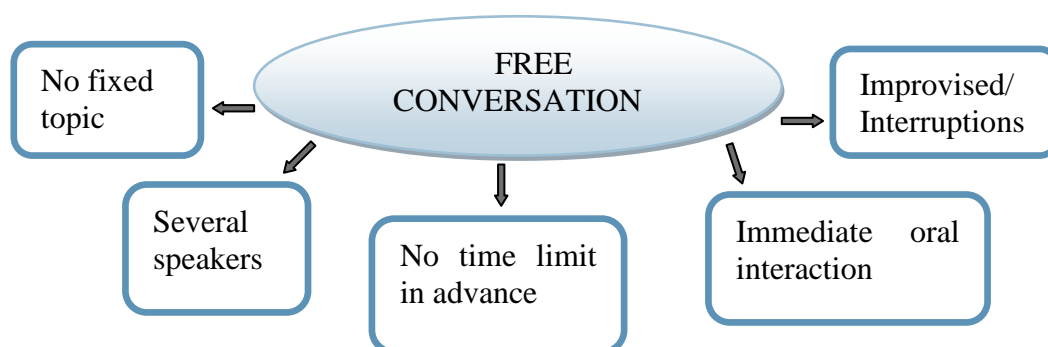 FREE
CONVERSATION
No fixed
topic
Several
speakers
No time limit
in advance
Immediate oral
interaction
Improvised/
Interruptions